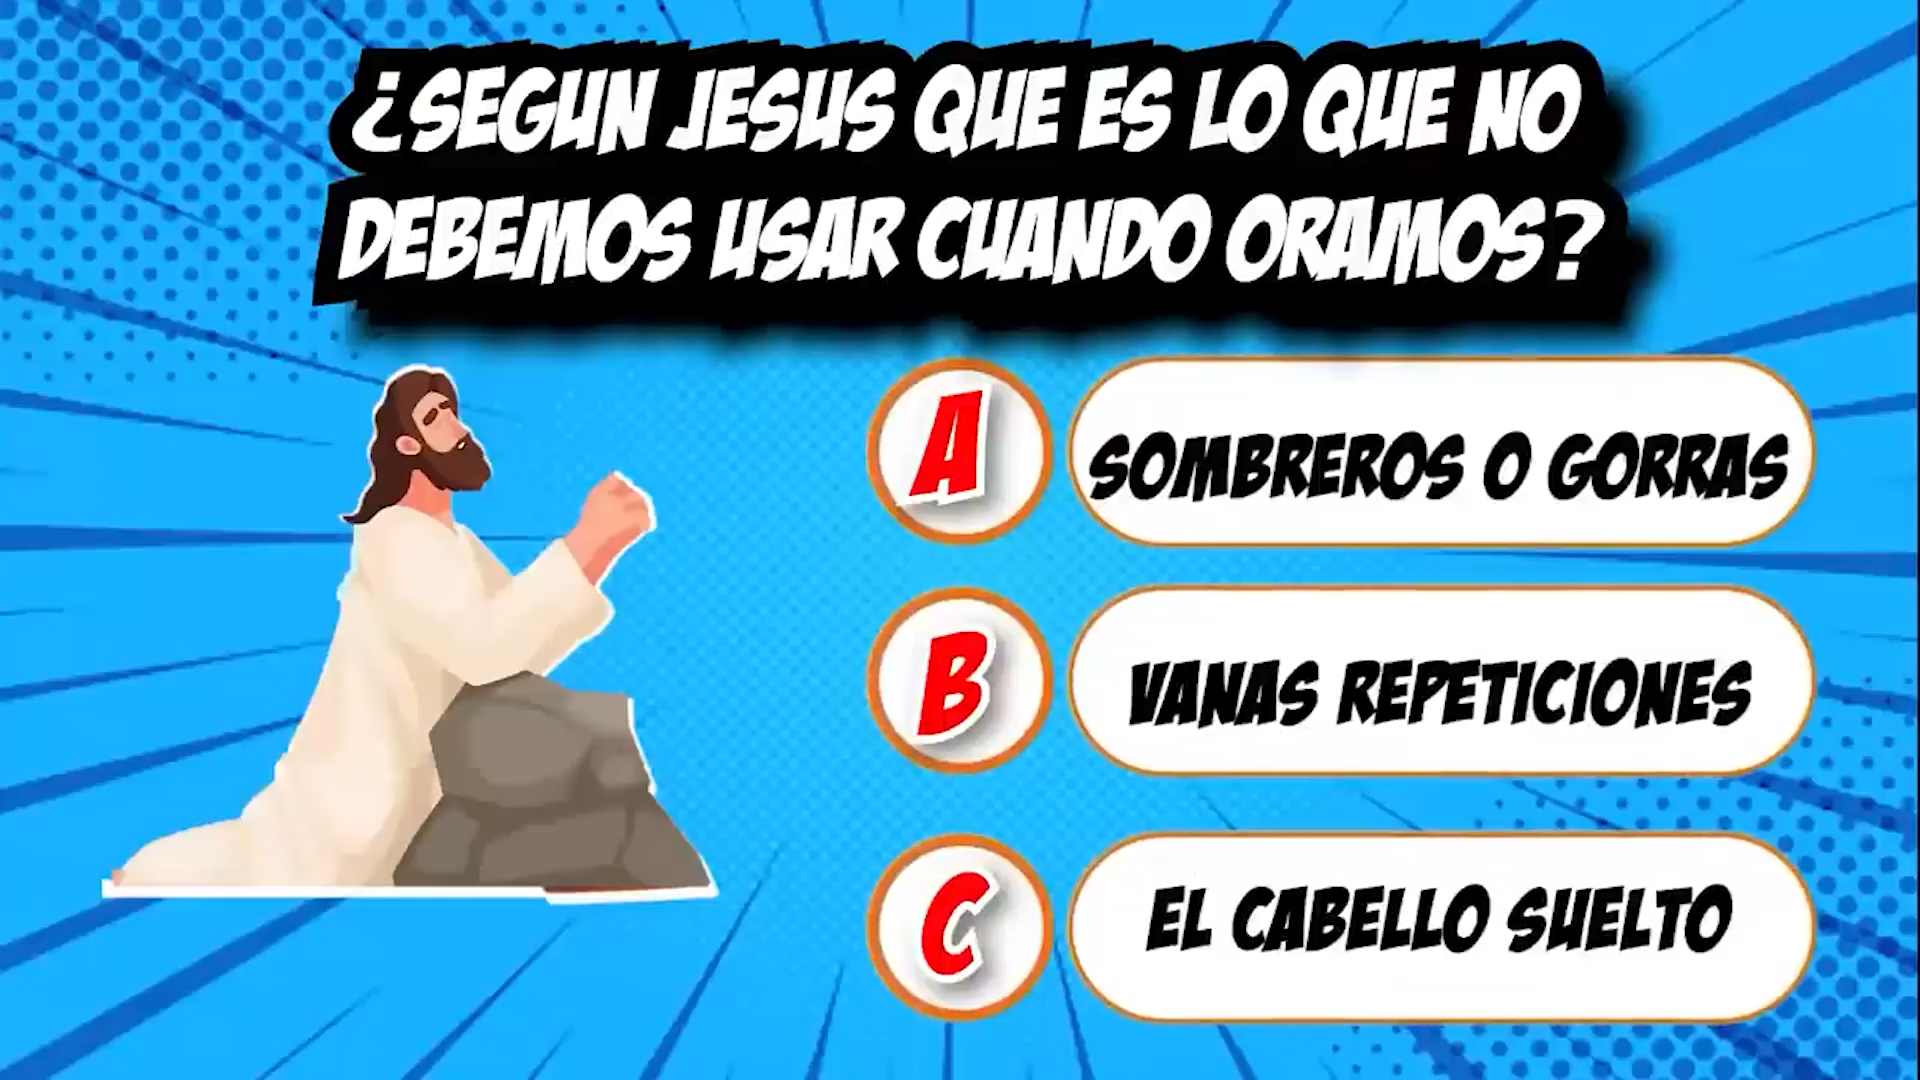 ¿SEGUN JESUS QUE ES LO QUE NO
DEBEMOS USAR CUANDO ORAMOS?
A SOMBREROS O GORRAS
B VANAS REPETICIONES
C EL CABELLO SUELTO